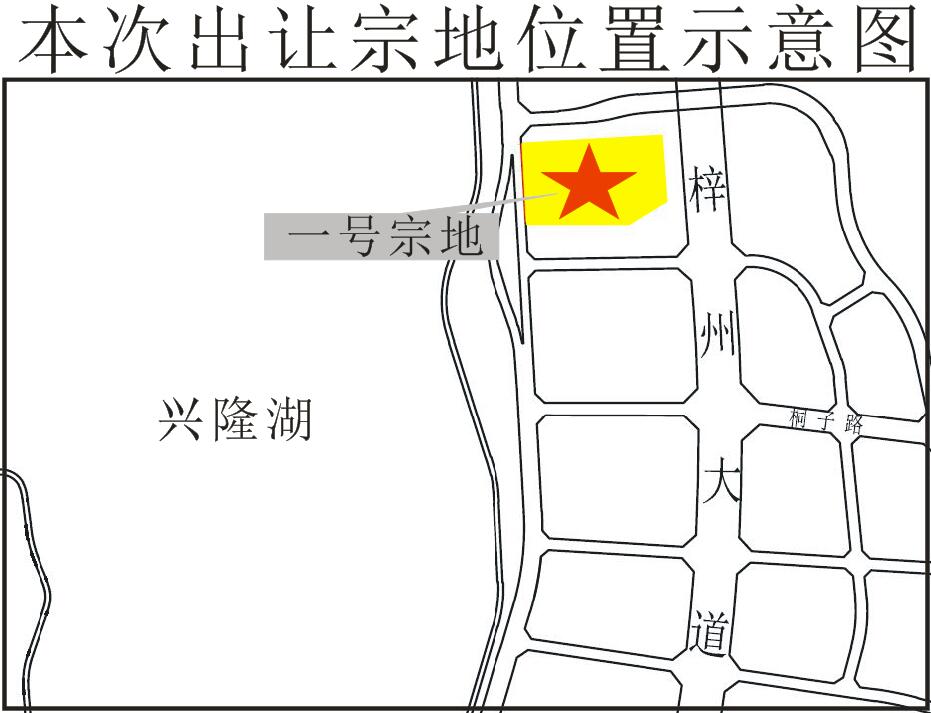 本次出让宗地位置示意图
一号宗地
兴隆湖
梓州大道
桐子路